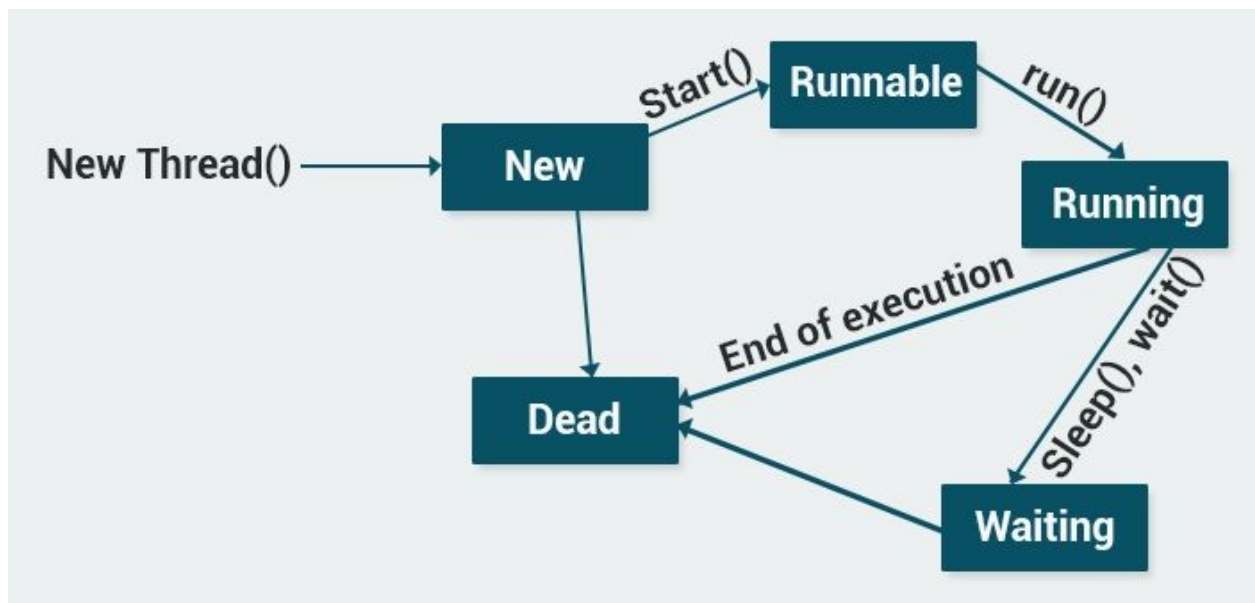 New Thread()
New
Start()
Runnable
run()
Running
End of execution
Sleep(), wait()
Dead
Waiting